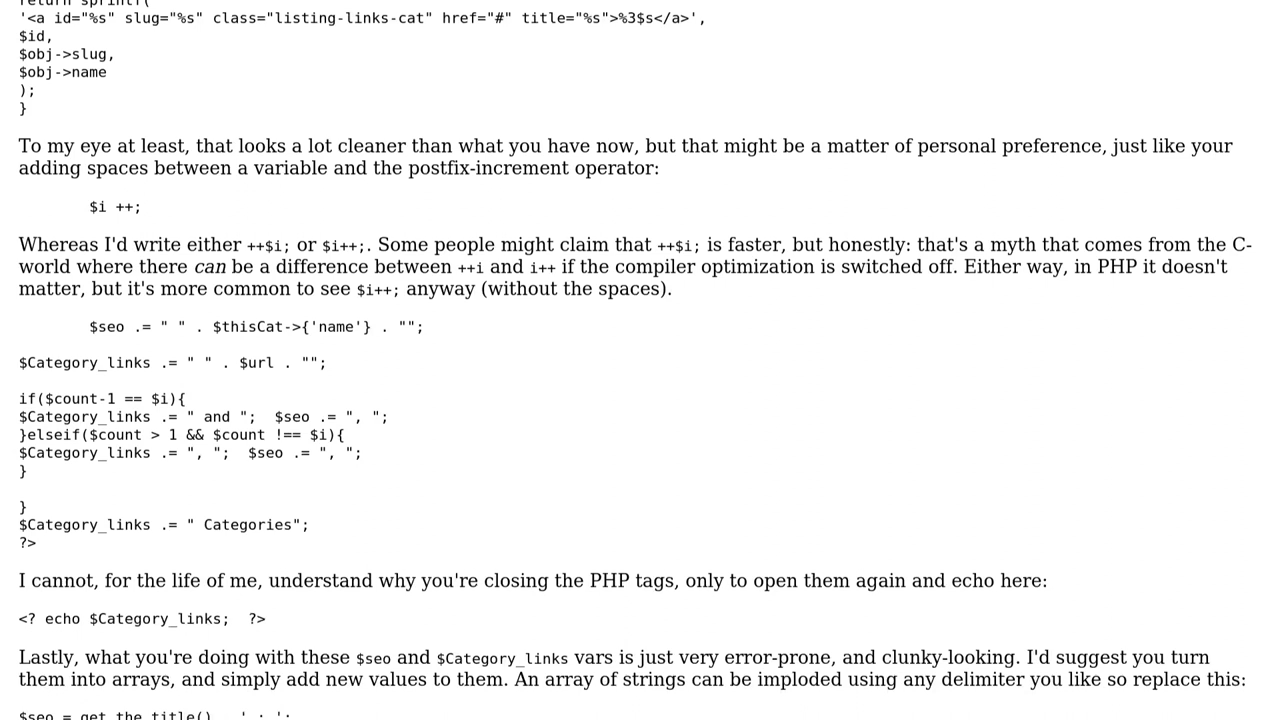 return sprintf(
'<a id="%s" slug="%s" class="listing-links-cat" href="#" title="%s">%3$s</a>',
$id,
$obj->slug,
$obj->name
);
}
To my eye at least, that looks a lot cleaner than what you have now, but that might be a matter of personal preference, just like your
adding spaces between a variable and the postfix-increment operator:
$i ++;
Whereas I'd write either ++$i; or $i++;. Some people might claim that ++$i; is faster, but honestly: that's a myth that comes from the C-
world where there can be a difference between ++i and i++ if the compiler optimization is switched off. Either way, in PHP it doesn't
matter, but it's more common to see $i++; anyway (without the spaces).
$seo .= " " . $thisCat->{'name'} . "";
$Category_links .= " " . $url . "";
if($count-1 == $i){
$Category_links .= " and ";  $seo .= ", ";
}elseif($count > 1 && $count !== $i){
$Category_links .= ", ";  $seo .= ", ";
}
}
$Category_links .= " Categories";
?>
I cannot, for the life of me, understand why you're closing the PHP tags, only to open them again and echo here:
<? echo $Category_links;  ?>
Lastly, what you're doing with these $seo and $Category_links vars is just very error-prone, and clunky-looking. I'd suggest you turn
them into arrays, and simply add new values to them. An array of strings can be imploded using any delimiter you like so replace this:
$seo = get_the_title() . ' : ';